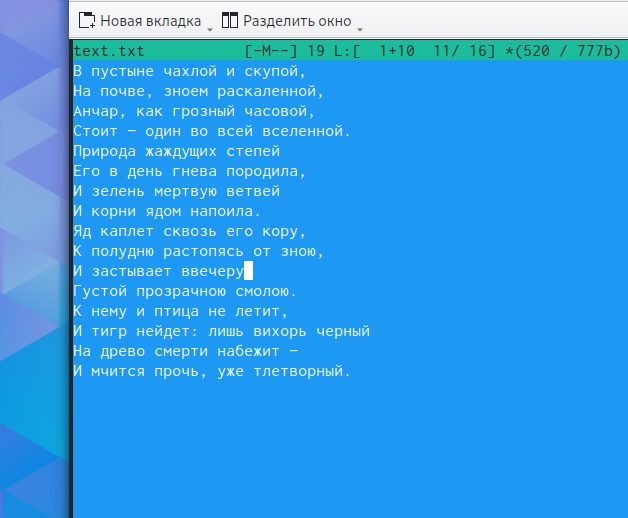 Новая вкладка Разделить окно
text.txt [-M--] 19 L:[ 1+10 11/ 16] *(520 / 777b)
В пустыне чахлой и скупой,
На почве, зноем раскаленной,
Анчар, как грозный часовой,
Стоит – один во всей вселенной.
Природа жаждущих степей
Его в день гнева породила,
И зелень мертвую ветвей
И корни ядом напоила.
Яд каплет сквозь его кору,
К полудню растопясь от зною,
И застывает ввечеру
Густой прозрачною смолою.
К нему и птица не летит,
И тигр нейдет: лишь вихорь черный
На древо смерти набежит –
И мчится прочь, уже тлетворный.